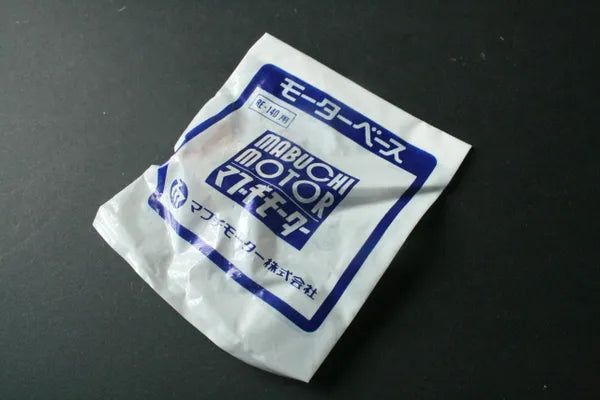 モーターベース
RE-140用
MABUCHI
MOTOR
マブチモーター
マブチモーター株式会社